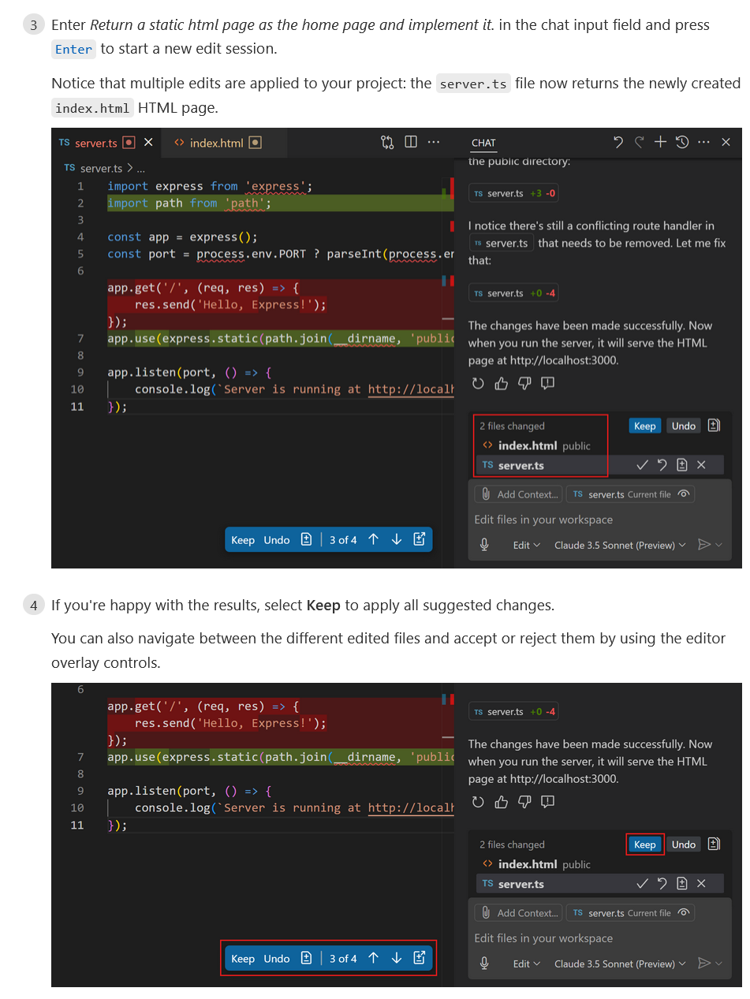 3 Enter Return a static html page as the home page and implement it. in the chat input field and press
Enter to start a new edit session.
Notice that multiple edits are applied to your project: the server.ts file now returns the newly created
index.html HTML page.
TS server.ts × <> index.html ···
TS server.ts > ...
1 import express from 'express';
2 import path from 'path';
3
4 const app = express();
5 const port = process.env.PORT ? parseInt(process.en
6
app.get('/', (req, res) => {
res.send('Hello, Express!');
});
7 app.use(express.static(path.join(__dirname, 'public
8
9 app.listen(port, () => {
10 console.log(`Server is running at http://localh
11 });
Keep Undo 3 of 4
CHAT
the public directory:
TS server.ts +3 -0
I notice there's still a conflicting route handler in
TS server.ts that needs to be removed. Let me fix
that:
TS server.ts +0 -4
The changes have been made successfully. Now
when you run the server, it will serve the HTML
page at http://localhost:3000.
2 files changed Keep Undo
<> index.html public
TS server.ts
Add Context... TS server.ts Current file
Edit files in your workspace
Edit Claude 3.5 Sonnet (Preview)
4 If you're happy with the results, select Keep to apply all suggested changes.
You can also navigate between the different edited files and accept or reject them by using the editor
overlay controls.
6
app.get('/', (req, res) => {
res.send('Hello, Express!');
});
7 app.use(express.static(path.join(__dirname, 'public
8
9 app.listen(port, () => {
10 console.log(`Server is running at http://localh
11 });
Keep Undo 3 of 4
TS server.ts +0 -4
The changes have been made successfully. Now
when you run the server, it will serve the HTML
page at http://localhost:3000.
2 files changed Keep Undo
<> index.html public
TS server.ts
Add Context... TS server.ts Current file
Edit files in your workspace
Edit Claude 3.5 Sonnet (Preview)